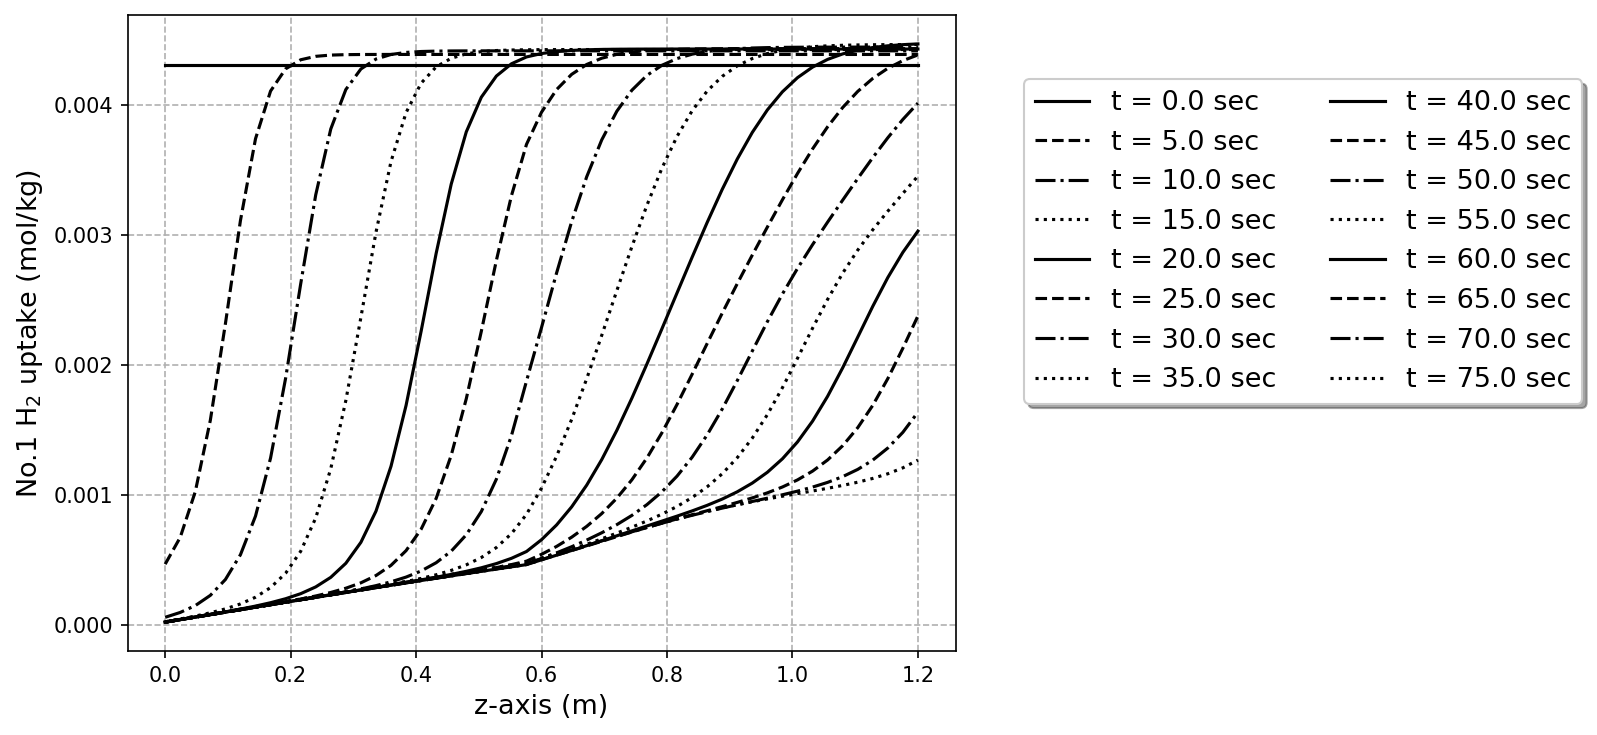 No.1 H₂ uptake (mol/kg)
0.004
0.003
0.002
0.001
0.000
0.0 0.2 0.4 0.6 0.8 1.0 1.2
z-axis (m)
t = 0.0 sec t = 40.0 sec
t = 5.0 sec t = 45.0 sec
t = 10.0 sec t = 50.0 sec
t = 15.0 sec t = 55.0 sec
t = 20.0 sec t = 60.0 sec
t = 25.0 sec t = 65.0 sec
t = 30.0 sec t = 70.0 sec
t = 35.0 sec t = 75.0 sec